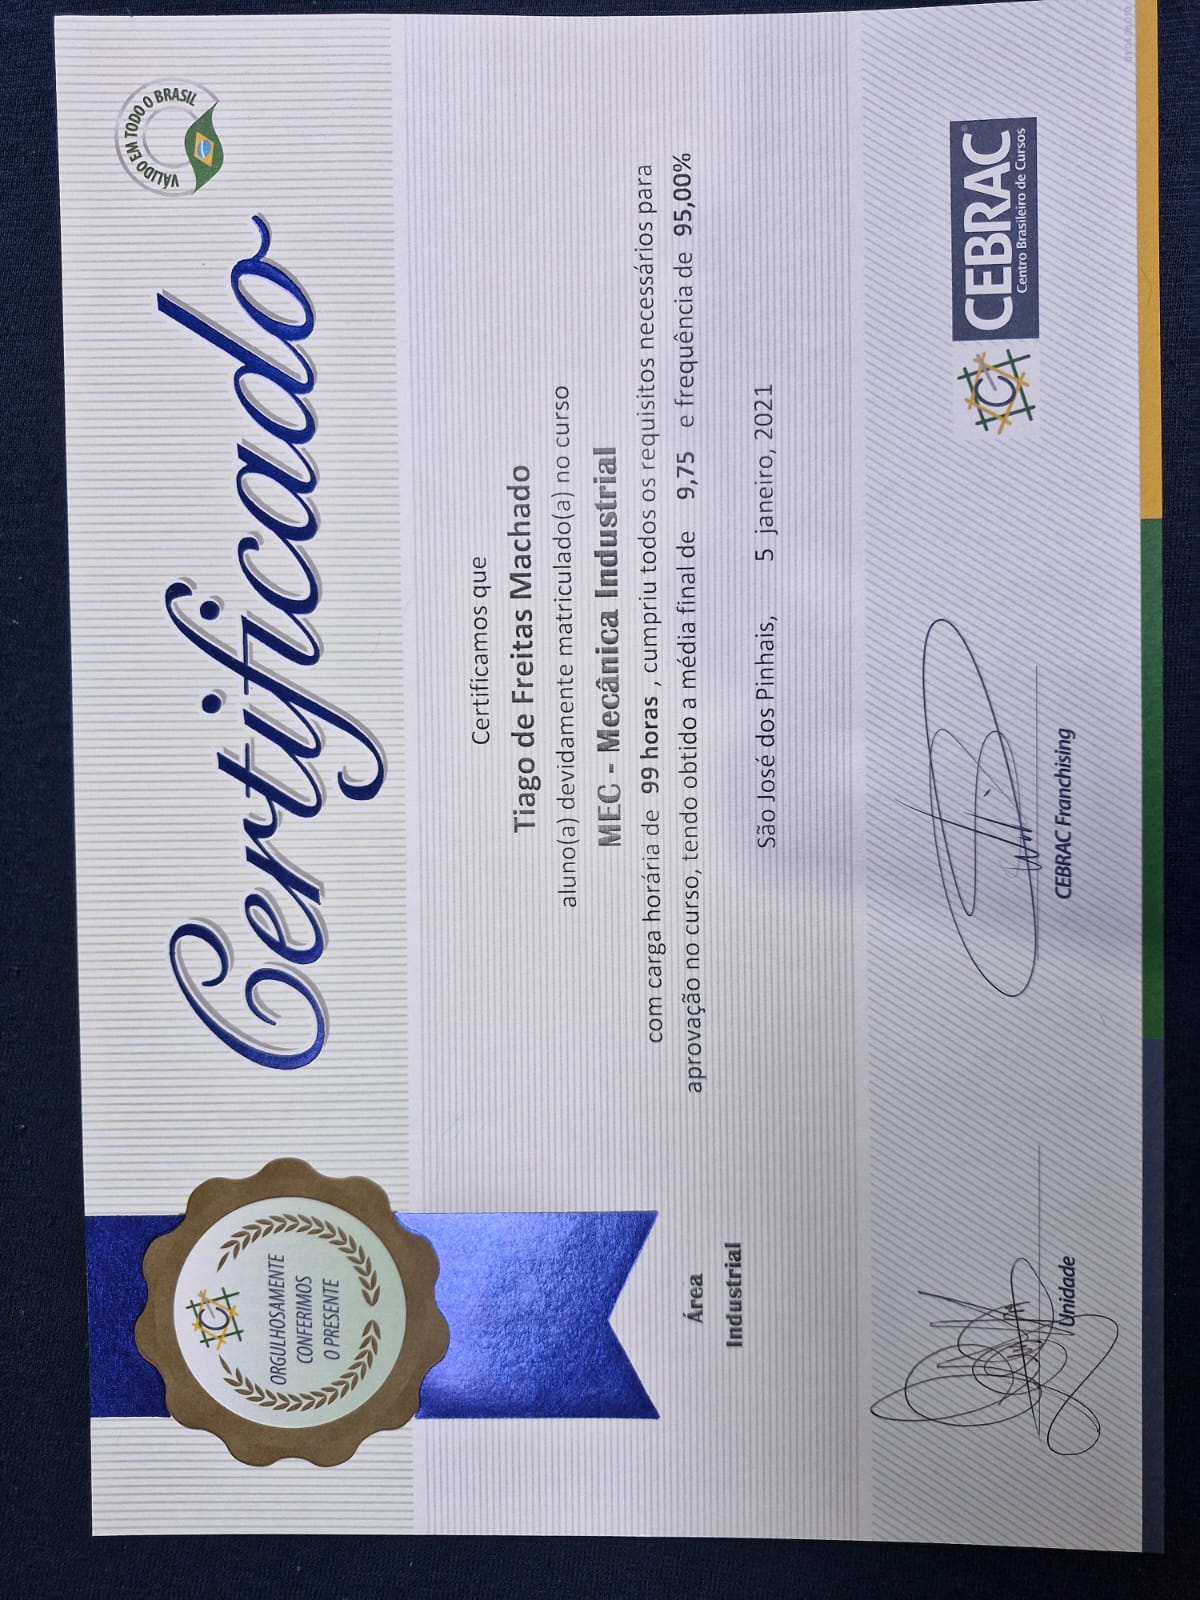 Certificado
VÁLIDO EM TODO O BRASIL
C
ORGULHOSAMENTE
CONFERIMOS
O PRESENTE
Certificamos que
Tiago de Freitas Machado
aluno(a) devidamente matriculado(a) no curso
MEC - Mecânica Industrial
com carga horária de 99 horas , cumpriu todos os requisitos necessários para
aprovação no curso, tendo obtido a média final de 9,75 e frequência de 95,00%
Área
Industrial
São José dos Pinhais, 5 janeiro, 2021
Unidade
CEBRAC Franchising
C
CEBRAC
Centro Brasileiro de Cursos